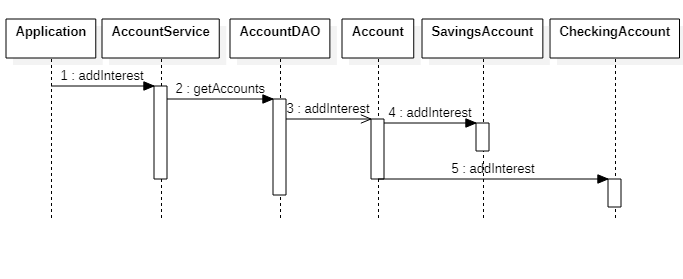 Application
AccountService
AccountDAO
Account
SavingsAccount
CheckingAccount
1 : addInterest
2 : getAccounts
3 : addInterest
4 : addInterest
5 : addInterest